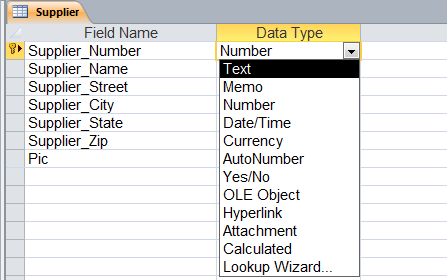 Supplier
Field Name Data Type
Supplier_Number Number
Supplier_Name Text
Supplier_Street Memo
Supplier_City Number
Supplier_State Date/Time
Supplier_Zip Currency
Pic AutoNumber
Yes/No
OLE Object
Hyperlink
Attachment
Calculated
Lookup Wizard...